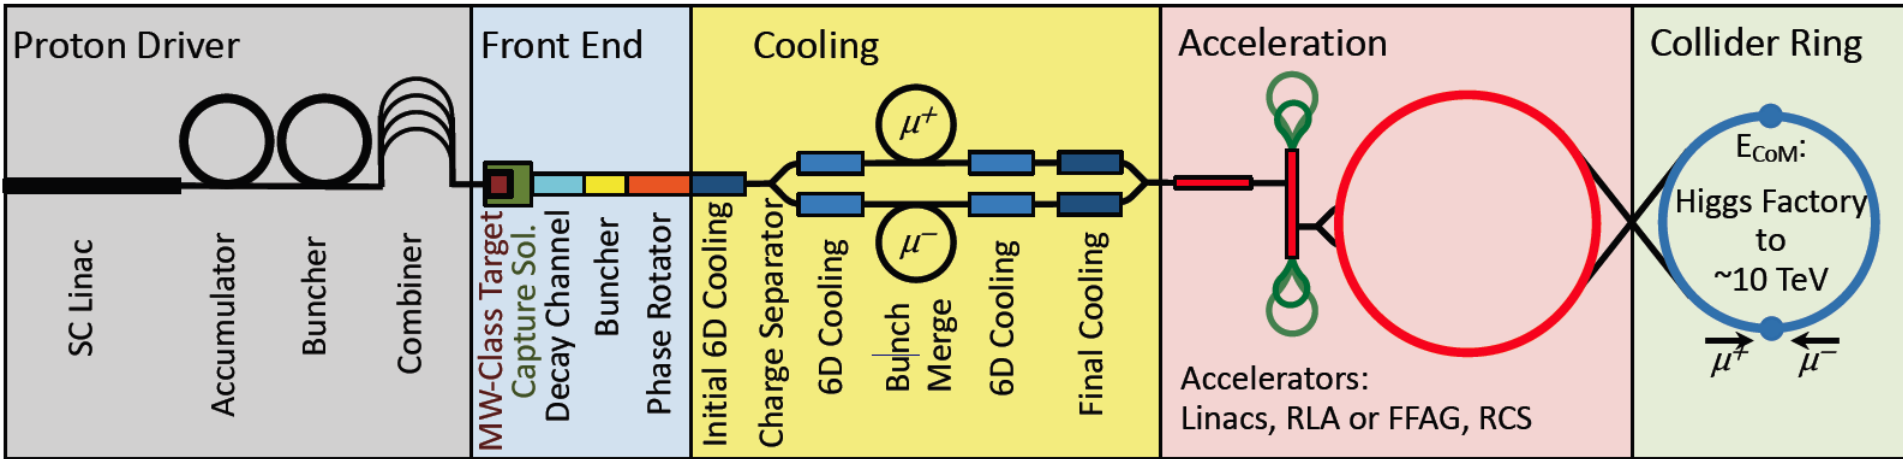 Proton Driver
SC Linac
Accumulator
Buncher
Combiner
Front End
MW-Class Target
Capture Sol.
Decay Channel
Buncher
Phase Rotator
Cooling
Initial 6D Cooling
Charge Separator
6D Cooling
μ+
μ−
Bunch
Merge
6D Cooling
Final Cooling
Acceleration
Accelerators:
Linacs, RLA or FFAG, RCS
Collider Ring
ECoM:
Higgs Factory
to
~10 TeV
μ+ μ−